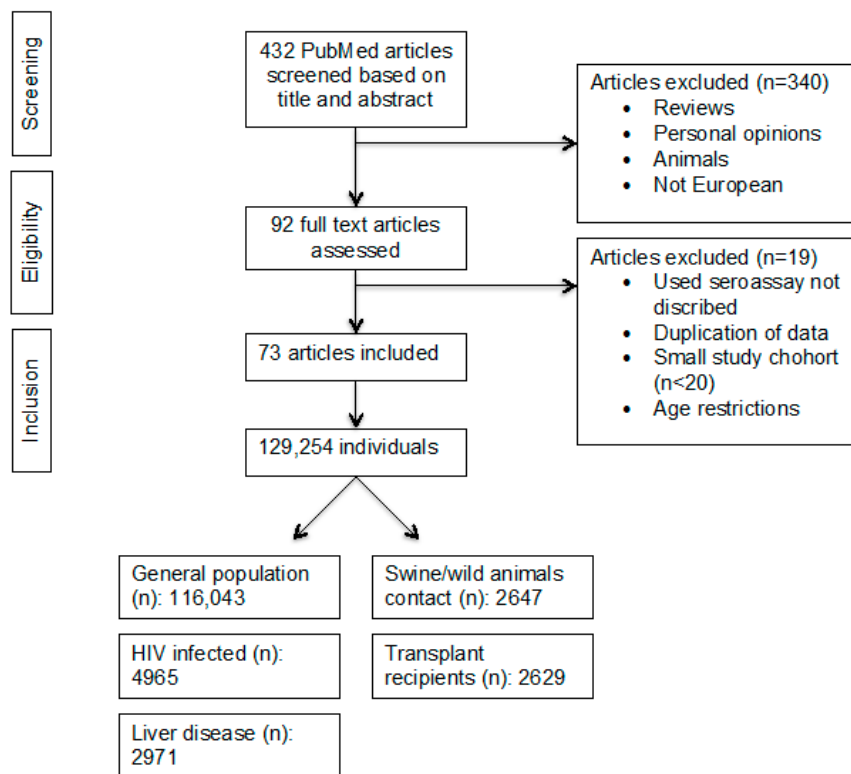 Screening
432 PubMed articles
screened based on
title and abstract
Articles excluded (n=340)
• Reviews
• Personal opinions
• Animals
• Not European
Eligibility
92 full text articles
assessed
Articles excluded (n=19)
• Used seroassay not
discribed
• Duplication of data
• Small study chohort
(n<20)
• Age restrictions
Inclusion
73 articles included
129,254 individuals
General population
(n): 116,043
Swine/wild animals
contact (n): 2647
HIV infected (n):
4965
Transplant
recipients (n): 2629
Liver disease (n):
2971